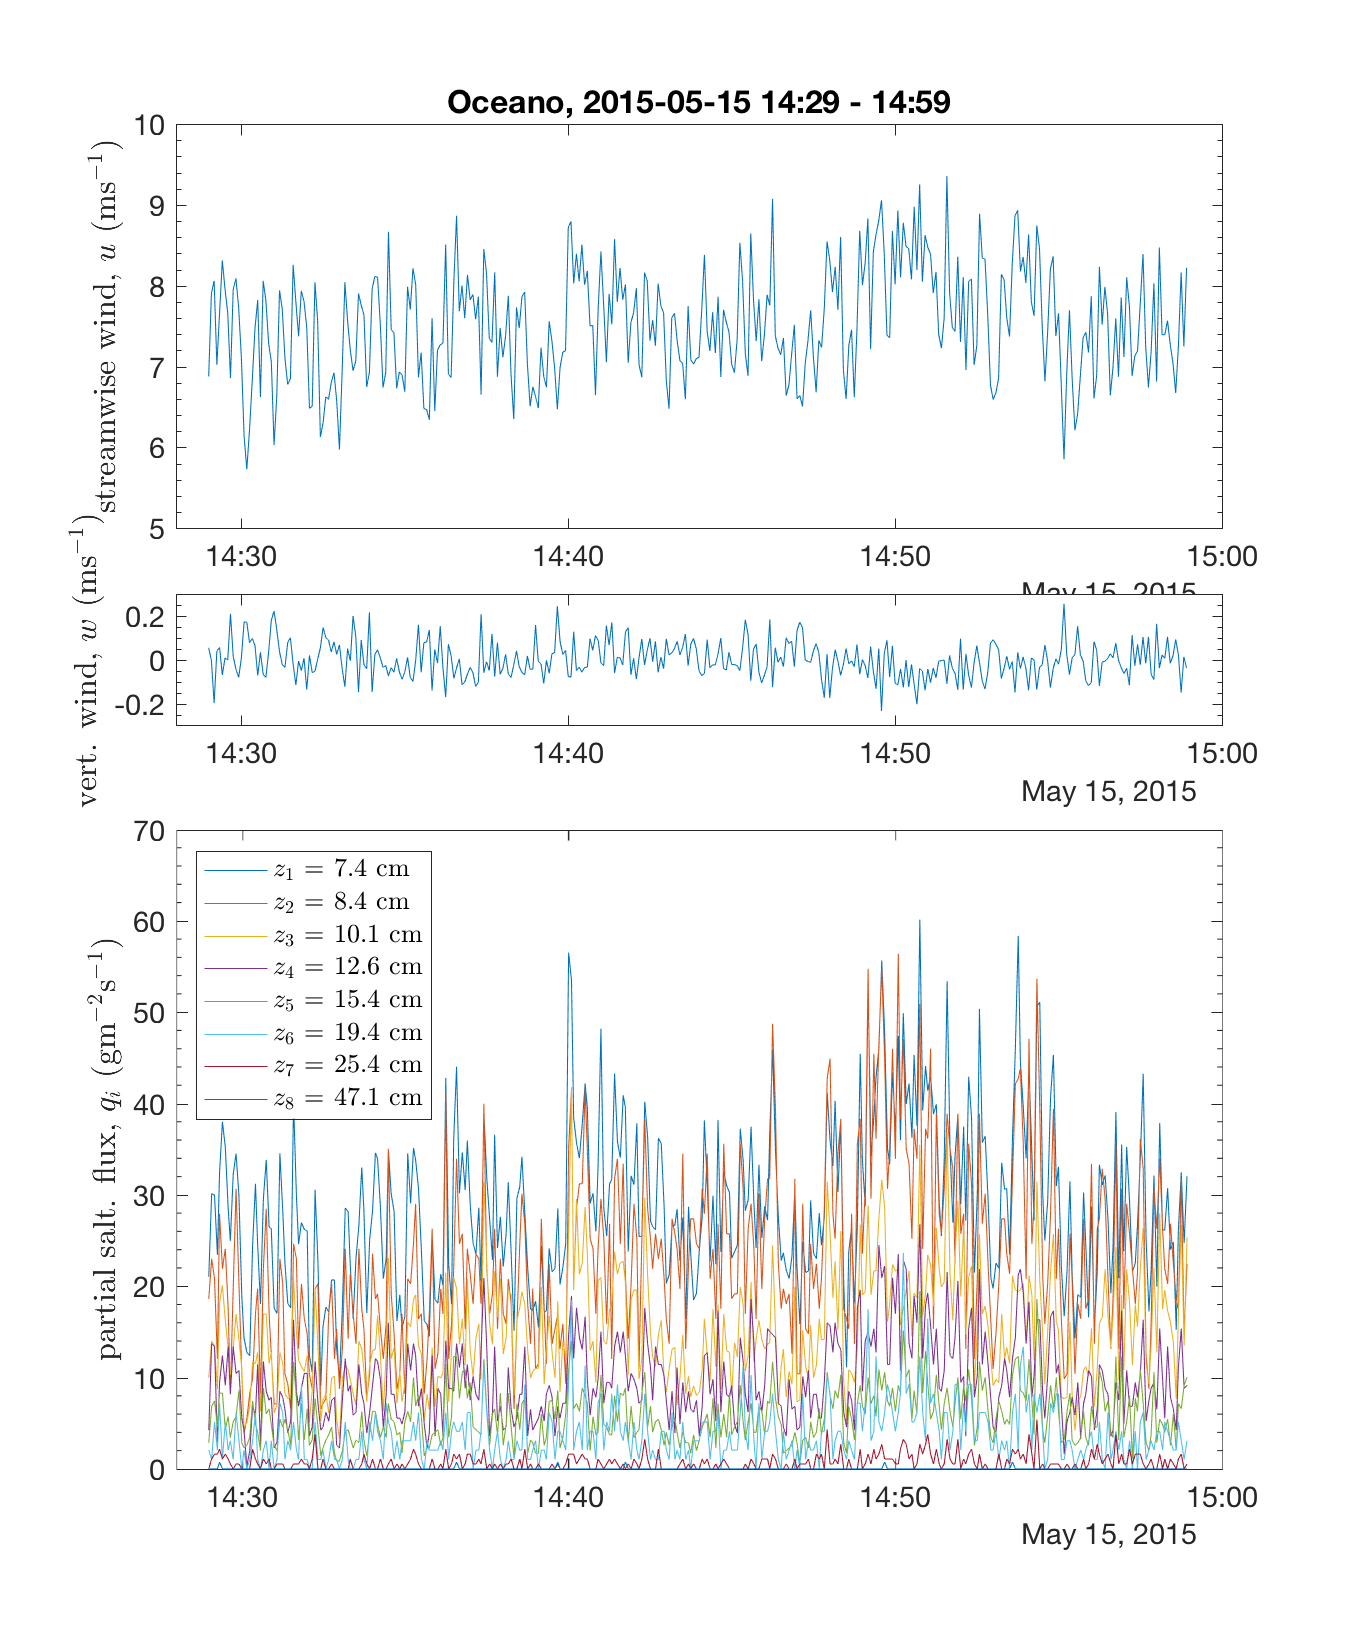 Oceano, 2015-05-15 14:29 - 14:59
streamwise wind, u (ms⁻¹)
10
9
8
7
6
5
14:30 14:40 14:50 15:00
May 15, 2015
vert. wind, w (ms⁻¹)
0.2
0
-0.2
14:30 14:40 14:50 15:00
May 15, 2015
partial salt. flux, qᵢ (gm⁻²s⁻¹)
70
60
50
40
30
20
10
0
z₁ = 7.4 cm
z₂ = 8.4 cm
z₃ = 10.1 cm
z₄ = 12.6 cm
z₅ = 15.4 cm
z₆ = 19.4 cm
z₇ = 25.4 cm
z₈ = 47.1 cm
14:30 14:40 14:50 15:00
May 15, 2015